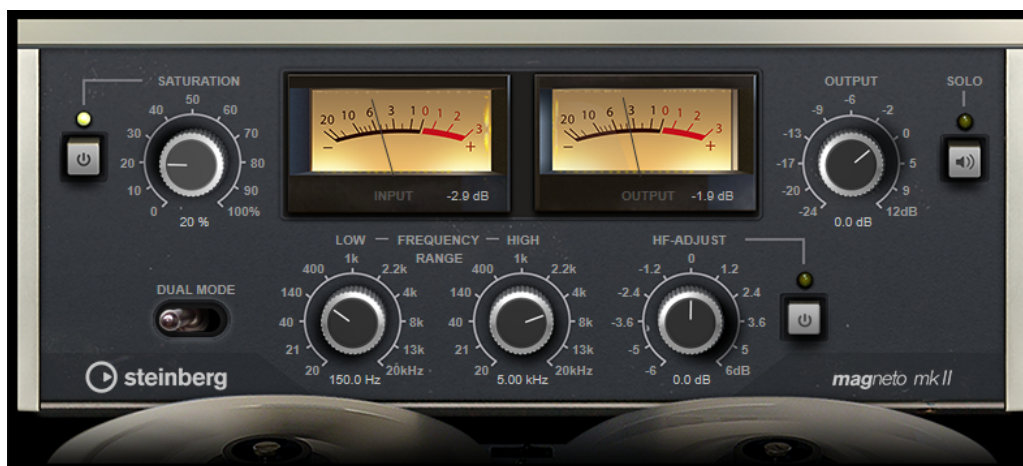 SATURATION
0 10 20 30 40 50 60 70 80 90 100%
20 %
20 10 6 3 1 0 1 2 3
- +
INPUT -2.9 dB
20 10 6 3 1 0 1 2 3
- +
OUTPUT -1.9 dB
OUTPUT
-24 -20 -17 -13 -9 -6 -2 0 5 9 12dB
0.0 dB
SOLO
DUAL MODE
LOW — FREQUENCY — HIGH
RANGE
20 21 40 140 400 1k 2.2k 4k 8k 13k 20kHz
150.0 Hz
20 21 40 140 400 1k 2.2k 4k 8k 13k 20kHz
5.00 kHz
HF-ADJUST
-6 -5 -3.6 -2.4 -1.2 0 1.2 2.4 3.6 5 6dB
0.0 dB
steinberg
magneto mkII